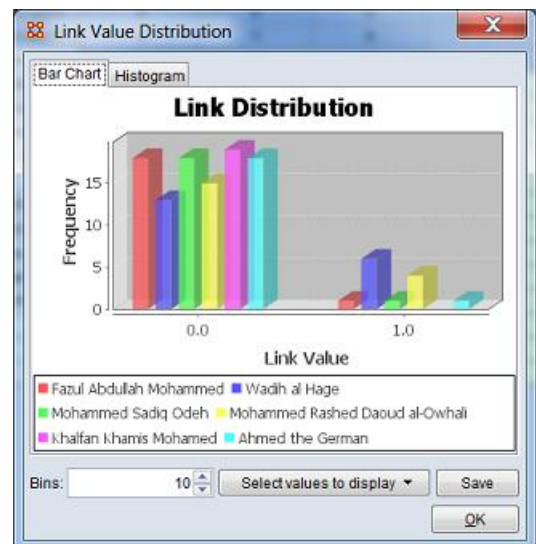 Link Value Distribution
Bar Chart Histogram
Link Distribution
Frequency
15
10
5
0
0.0 1.0
Link Value
Fazul Abdullah Mohammed Wadih al Hage
Mohammed Sadiq Odeh Mohammed Rashed Daoud al-Owhali
Khalfan Khamis Mohamed Ahmed the German
Bins: 10 Select values to display Save
OK